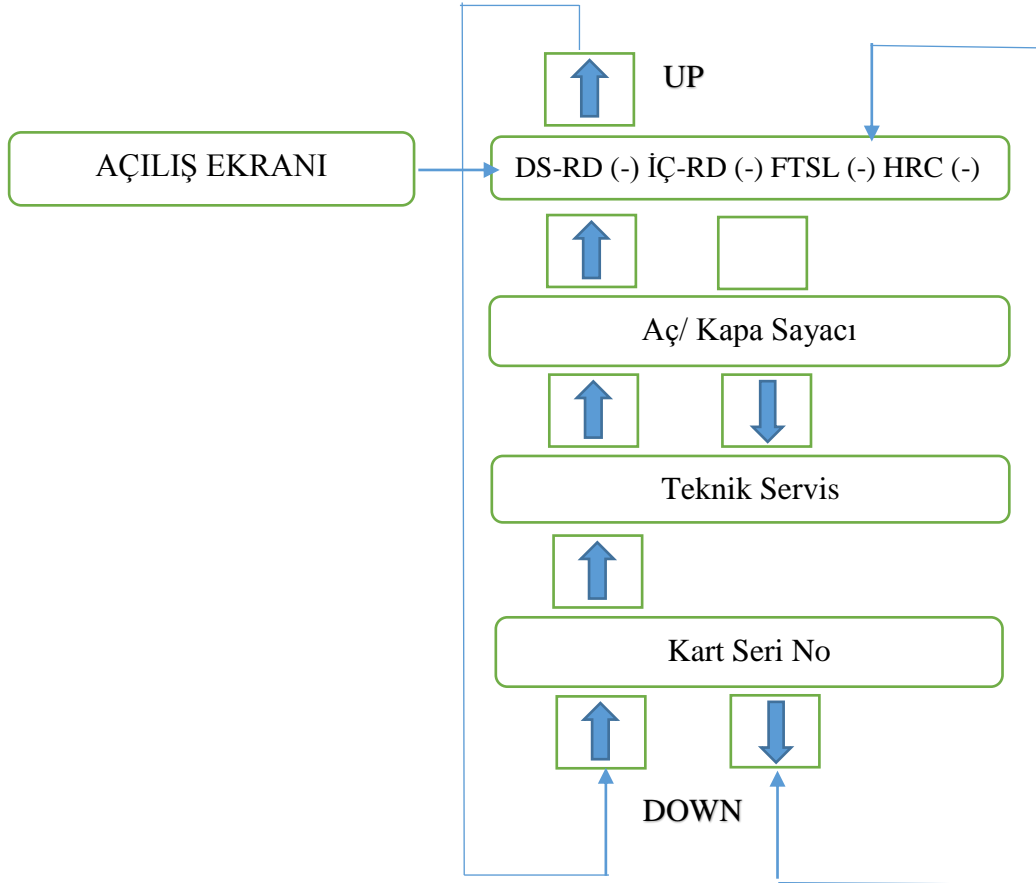 UP
AÇILIŞ EKRANI
DS-RD (-) İÇ-RD (-) FTSL (-) HRC (-)
Aç/ Kapa Sayacı
Teknik Servis
Kart Seri No
DOWN